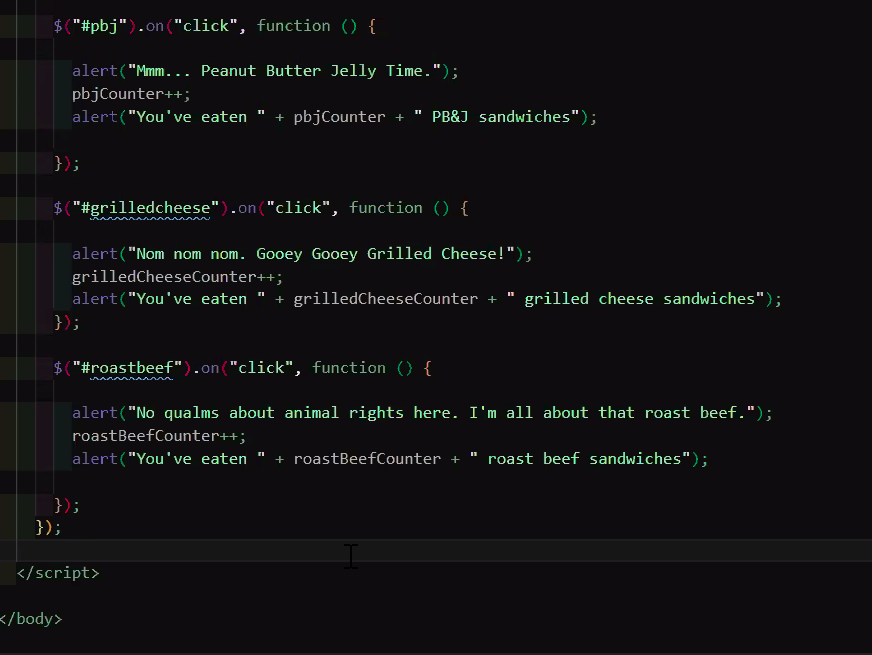 $("#pbj").on("click", function () {
alert("Mmm... Peanut Butter Jelly Time.");
pbjCounter++;
alert("You've eaten " + pbjCounter + " PB&J sandwiches");
});
$("#grilledcheese").on("click", function () {
alert("Nom nom nom. Gooey Gooey Grilled Cheese!");
grilledCheeseCounter++;
alert("You've eaten " + grilledCheeseCounter + " grilled cheese sandwiches");
});
$("#roastbeef").on("click", function () {
alert("No qualms about animal rights here. I'm all about that roast beef.");
roastBeefCounter++;
alert("You've eaten " + roastBeefCounter + " roast beef sandwiches");
});
});
</script>
</body>